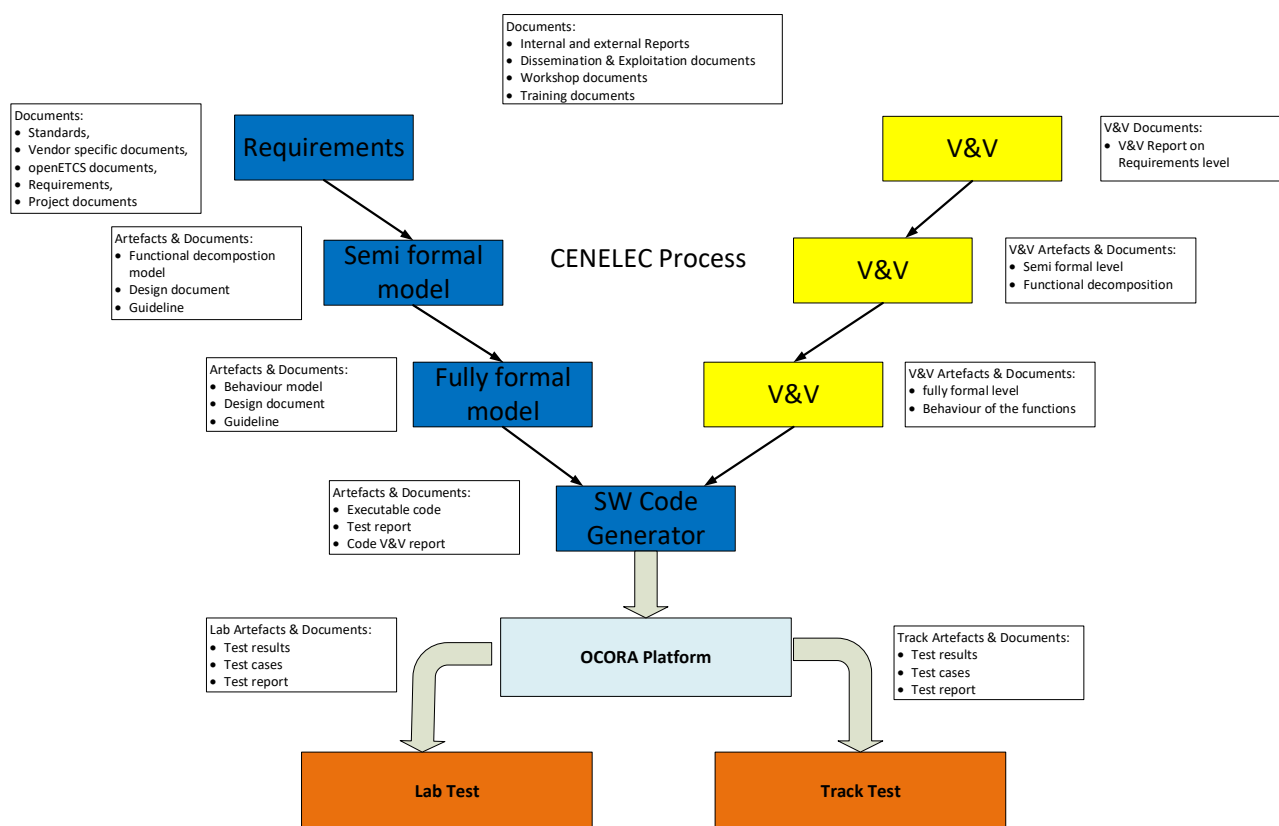 Documents:
• Internal and external Reports
• Dissemination & Exploitation documents
• Workshop documents
• Training documents
Documents:
• Standards,
• Vendor specific documents,
• openETCS documents,
• Requirements,
• Project documents
Requirements
V&V
V&V Documents:
• V&V Report on
Requirements level
Artefacts & Documents:
• Functional decompostion
model
• Design document
• Guideline
Semi formal
model
CENELEC Process
V&V
V&V Artefacts & Documents:
• Semi formal level
• Functional decomposition
Artefacts & Documents:
• Behaviour model
• Design document
• Guideline
Fully formal
model
V&V
V&V Artefacts & Documents:
• fully formal level
• Behaviour of the functions
Artefacts & Documents:
• Executable code
• Test report
• Code V&V report
SW Code
Generator
Lab Artefacts & Documents:
• Test results
• Test cases
• Test report
OCORA Platform
Track Artefacts & Documents:
• Test results
• Test cases
• Test report
Lab Test
Track Test